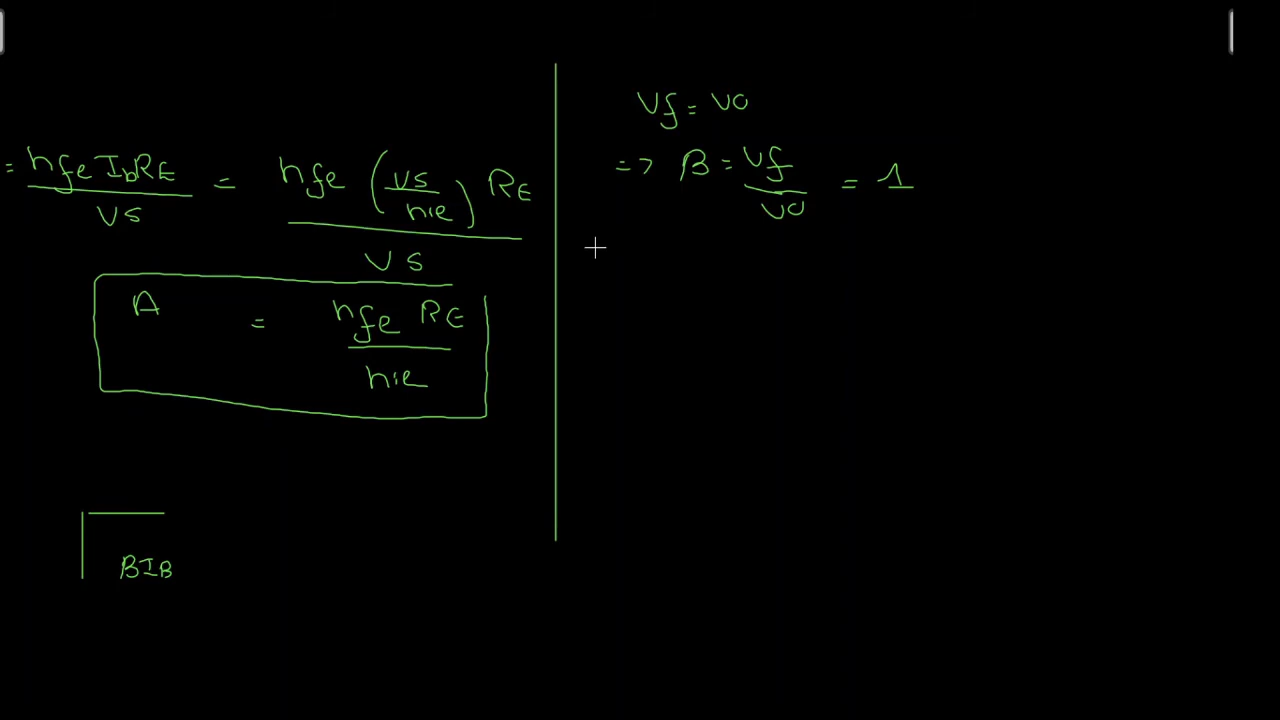 = hfe IbRE / vs = hfe (vs / hie) RE / vs
A = hfe RE / hie
BIB
Vf = vo
=> β = vf / vo = 1